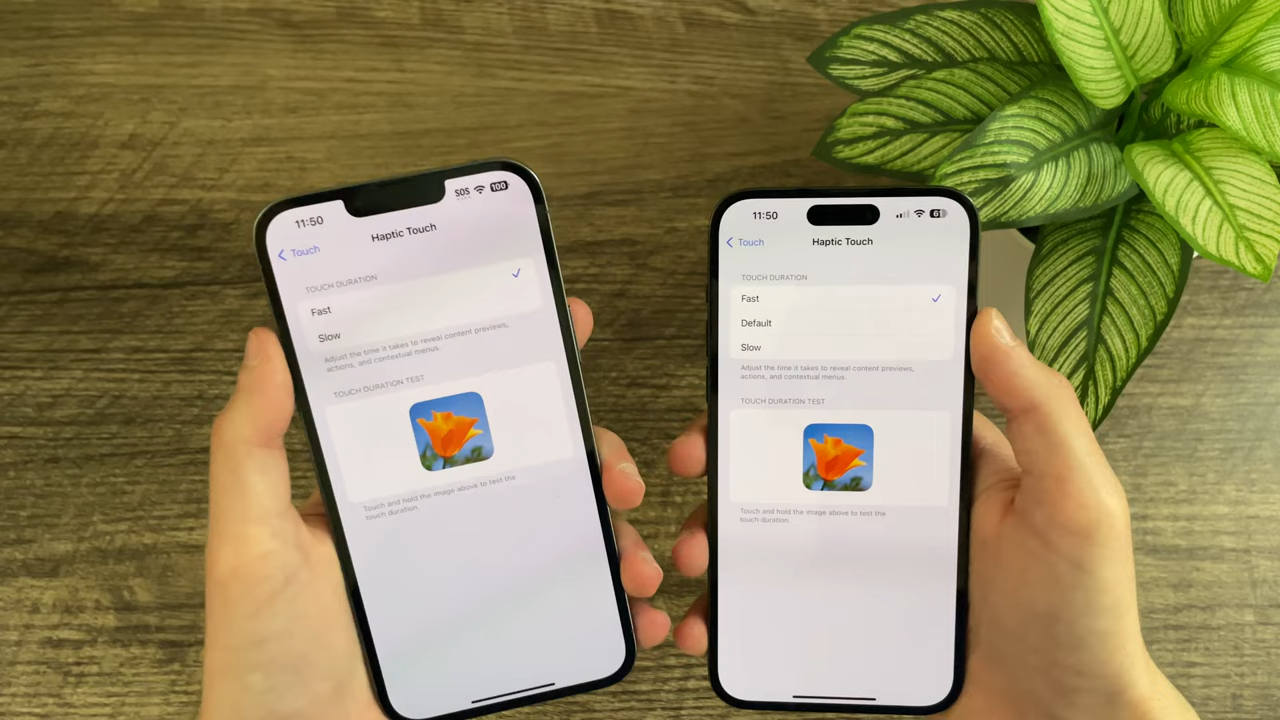 11:50
SOS
100
Touch
Haptic Touch
TOUCH DURATION
Fast
Slow
Adjust the time it takes to reveal content previews,
actions, and contextual menus.
TOUCH DURATION TEST
Touch and hold the image above to test the
touch duration.
11:50
61
Touch
Haptic Touch
TOUCH DURATION
Fast
Default
Slow
Adjust the time it takes to reveal content previews,
actions, and contextual menus.
TOUCH DURATION TEST
Touch and hold the image above to test the
touch duration.